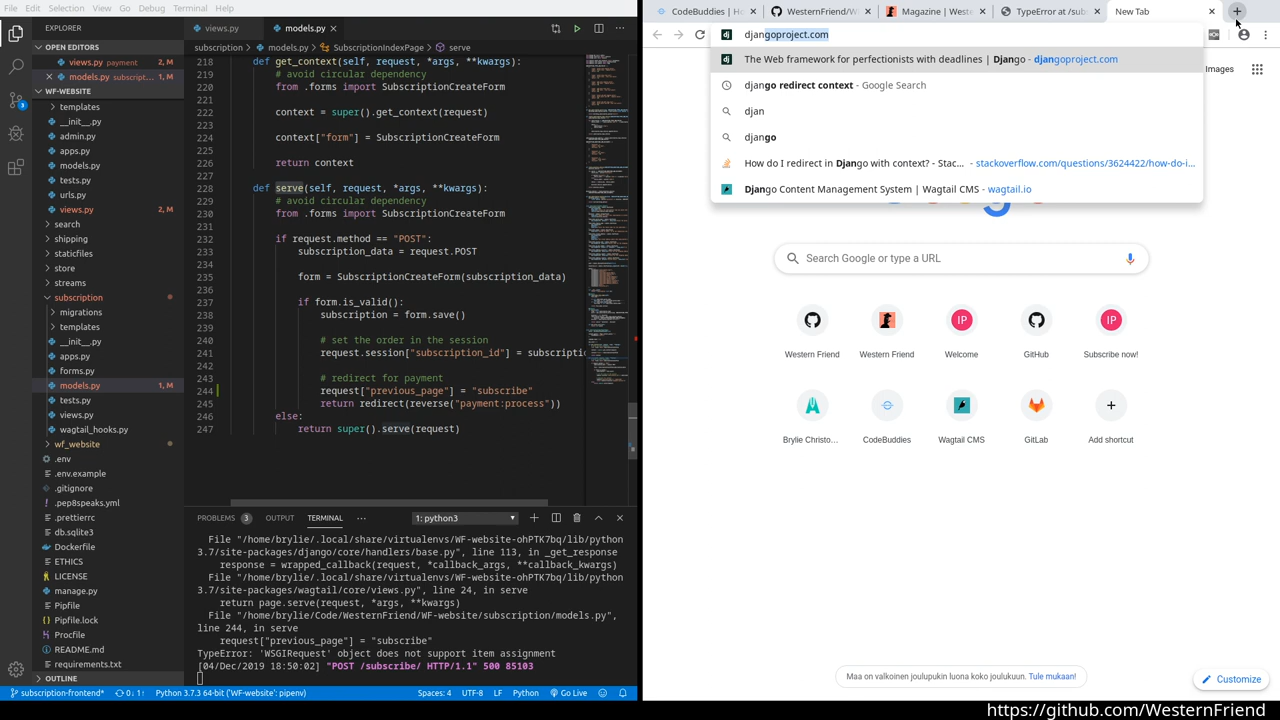 File Edit Selection View Go Debug Terminal Help
EXPLORER
OPEN EDITORS
views.py payment 2, M
models.py subscript... 1, M
WF-WEBSITE
templates
__init__.py
admin.py
apps.py
models.py
tests.py
urls.py
views.py 2, M
search
shipping
staticfiles
store
streams
subscription
migrations
templates
__init__.py
apps.py
forms.py
models.py 1, M
tests.py
views.py
wagtail_hooks.py
wf_website
.env
.env.example
.gitignore
.pep8speaks.yml
.prettierrc
db.sqlite3
Dockerfile
ETHICS
LICENSE
manage.py
Pipfile
Pipfile.lock
Procfile
README.md
requirements.txt
OUTLINE
3
views.py models.py
subscription > models.py > SubscriptionIndexPage > serve
218 def get_context(self, request, *args, **kwargs):
219 # avoid circular dependency
220 from .forms import SubscriptionCreateForm
221
222 context = super().get_context(request)
223
224 context["form"] = SubscriptionCreateForm
225
226 return context
227
228 def serve(self, request, *args, **kwargs):
229 # avoid circular dependency
230 from .forms import SubscriptionCreateForm
231
232 if request.method == "POST":
233 subscription_data = request.POST
234
235 form = SubscriptionCreateForm(subscription_data)
236
237 if form.is_valid():
238 subscription = form.save()
239
240 # set the order in the session
241 request.session["subscription_id"] = subscriptio
242
243 # redirect for payment
244 request["previous_page"] = "subscribe"
245 return redirect(reverse("payment:process"))
246 else:
247 return super().serve(request)
PROBLEMS 3 OUTPUT TERMINAL ··· 1: python3
File "/home/brylie/.local/share/virtualenvs/WF-website-ohPTK7bq/lib/python
3.7/site-packages/django/core/handlers/base.py", line 113, in _get_response
response = wrapped_callback(request, *callback_args, **callback_kwargs)
File "/home/brylie/.local/share/virtualenvs/WF-website-ohPTK7bq/lib/python
3.7/site-packages/wagtail/core/views.py", line 24, in serve
return page.serve(request, *args, **kwargs)
File "/home/brylie/Code/WesternFriend/WF-website/subscription/models.py",
line 244, in serve
request["previous_page"] = "subscribe"
TypeError: 'WSGIRequest' object does not support item assignment
[04/Dec/2019 18:50:02] "POST /subscribe/ HTTP/1.1" 500 85103
subscription-frontend* 0↓ 1↑ Python 3.7.3 64-bit ('WF-website': pipenv) Spaces: 4 UTF-8 LF Python Go Live
CodeBuddies | H WesternFriend/W Magazine | Weste TypeError at /sub New Tab
djangoproject.com
The Web framework for perfectionists with deadlines | Django - djangoproject.com
django redirect context - Google Search
djan
django
How do I redirect in Django with context? - Stac... - stackoverflow.com/questions/3624422/how-do-i...
Django Content Management System | Wagtail CMS - wagtail.io
Images
Search Google or type a URL
IP IP
Western Friend Western Friend Welcome GitHub Subscribe now!
Brylie Christo... CodeBuddies Wagtail CMS GitLab Add shortcut
Maa on valkoinen joulupukin luona koko joulukuun. Tule mukaan!
Customize
https://github.com/WesternFriend